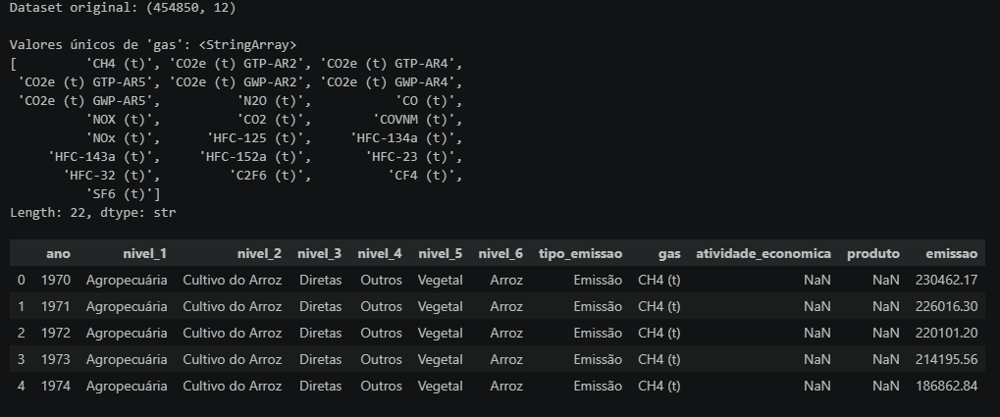 Dataset original: (454850, 12)
Valores únicos de 'gas': <StringArray>
[         'CH4 (t)', 'CO2e (t) GTP-AR2', 'CO2e (t) GTP-AR4',
 'CO2e (t) GTP-AR5', 'CO2e (t) GWP-AR2', 'CO2e (t) GWP-AR4',
 'CO2e (t) GWP-AR5',          'N2O (t)',           'CO (t)',
          'NOX (t)',          'CO2 (t)',        'COVNM (t)',
          'NOx (t)',      'HFC-125 (t)',     'HFC-134a (t)',
     'HFC-143a (t)',     'HFC-152a (t)',       'HFC-23 (t)',
       'HFC-32 (t)',         'C2F6 (t)',          'CF4 (t)',
          'SF6 (t)']
Length: 22, dtype: str
ano nivel_1 nivel_2 nivel_3 nivel_4 nivel_5 nivel_6 tipo_emissao gas atividade_economica produto emissao
0 1970 Agropecuária Cultivo do Arroz Diretas Outros Vegetal Arroz Emissão CH4 (t) NaN NaN 230462.17
1 1971 Agropecuária Cultivo do Arroz Diretas Outros Vegetal Arroz Emissão CH4 (t) NaN NaN 226016.30
2 1972 Agropecuária Cultivo do Arroz Diretas Outros Vegetal Arroz Emissão CH4 (t) NaN NaN 220101.20
3 1973 Agropecuária Cultivo do Arroz Diretas Outros Vegetal Arroz Emissão CH4 (t) NaN NaN 214195.56
4 1974 Agropecuária Cultivo do Arroz Diretas Outros Vegetal Arroz Emissão CH4 (t) NaN NaN 186862.84